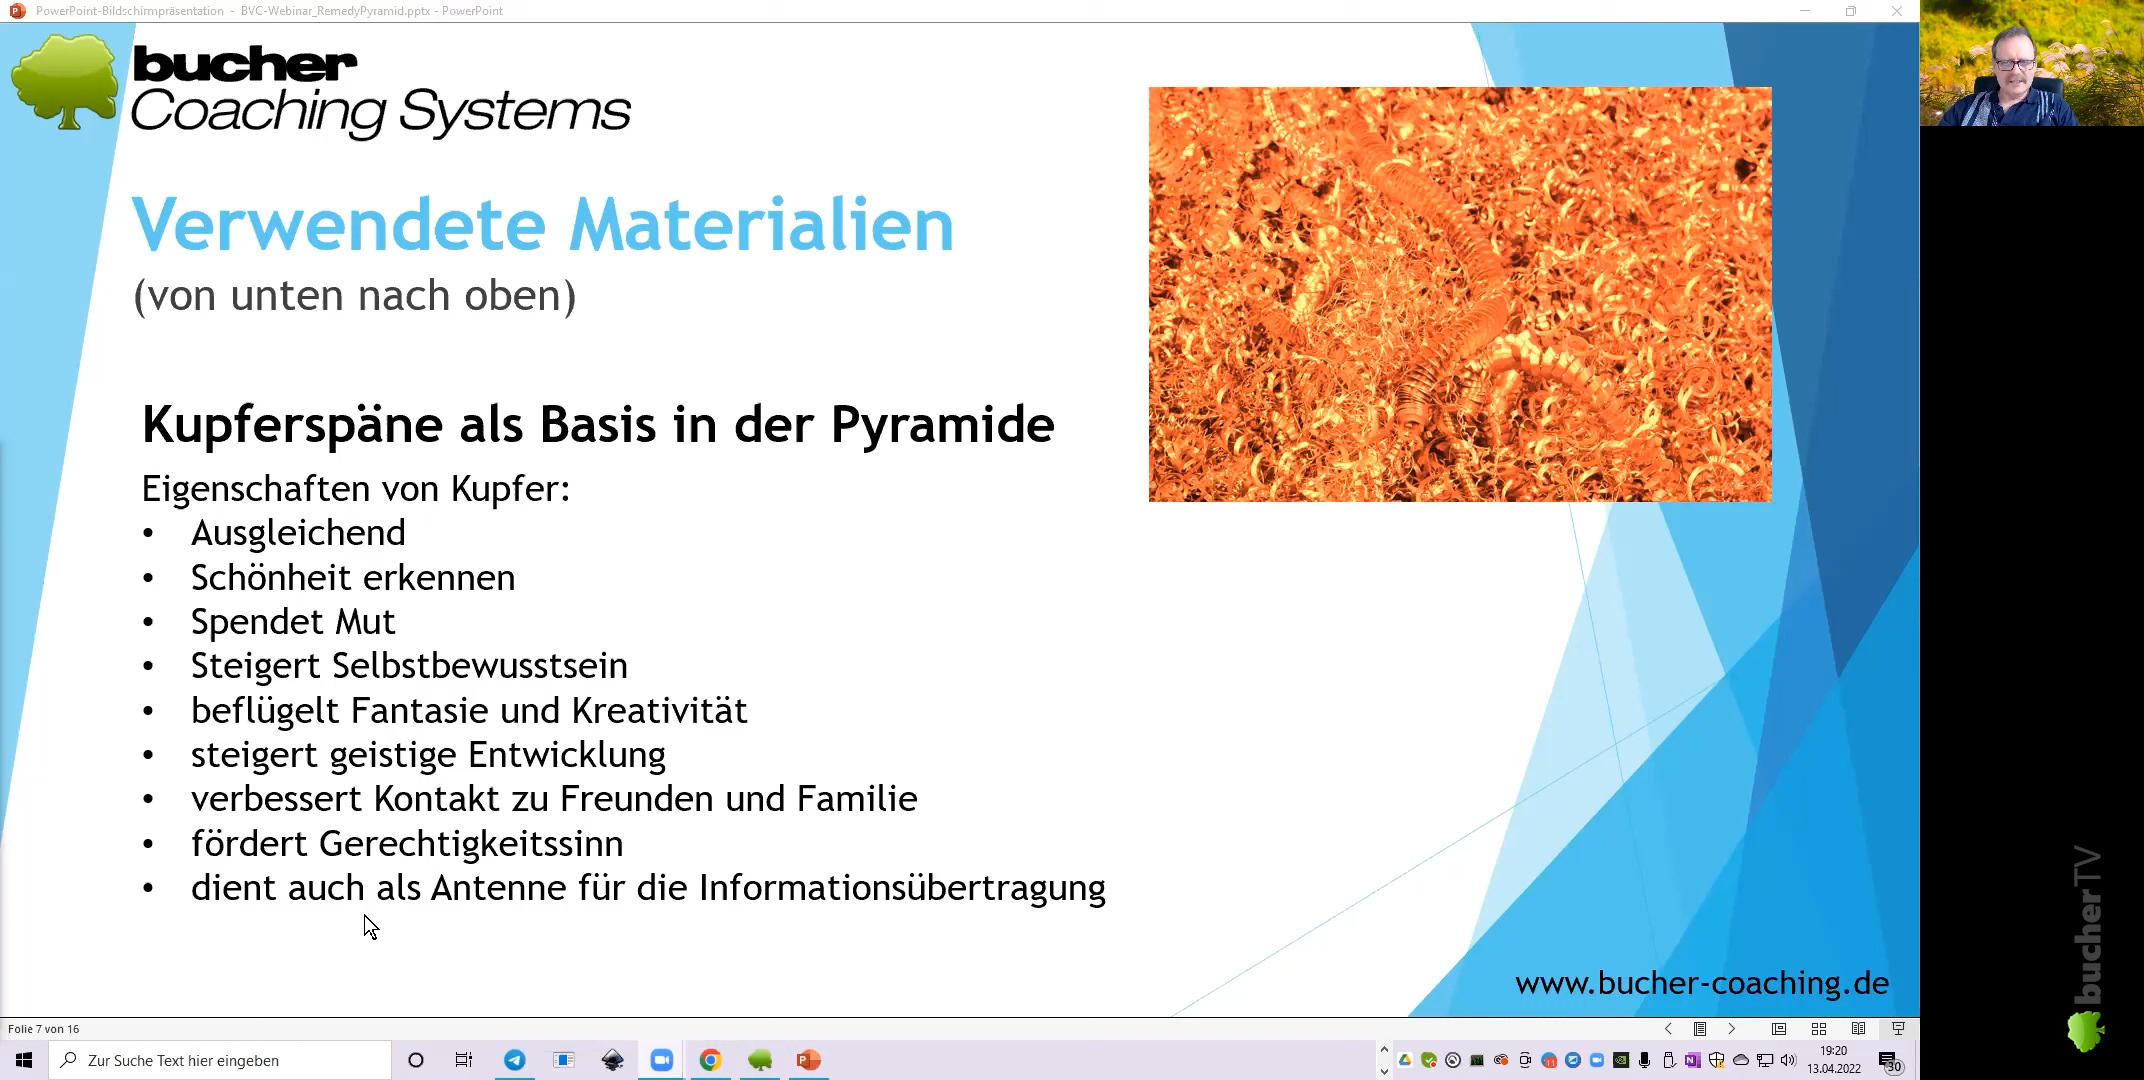 PowerPoint-Bildschirmpräsentation - BVC-Webinar_RemedyPyramid.pptx - PowerPoint
bucher
Coaching Systems
Verwendete Materialien
(von unten nach oben)
Kupferspäne als Basis in der Pyramide
Eigenschaften von Kupfer:
• Ausgleichend
• Schönheit erkennen
• Spendet Mut
• Steigert Selbstbewusstsein
• beflügelt Fantasie und Kreativität
• steigert geistige Entwicklung
• verbessert Kontakt zu Freunden und Familie
• fördert Gerechtigkeitssinn
• dient auch als Antenne für die Informationsübertragung
www.bucher-coaching.de
bucherTV
Folie 7 von 16
Zur Suche Text hier eingeben
19:20
13.04.2022
30